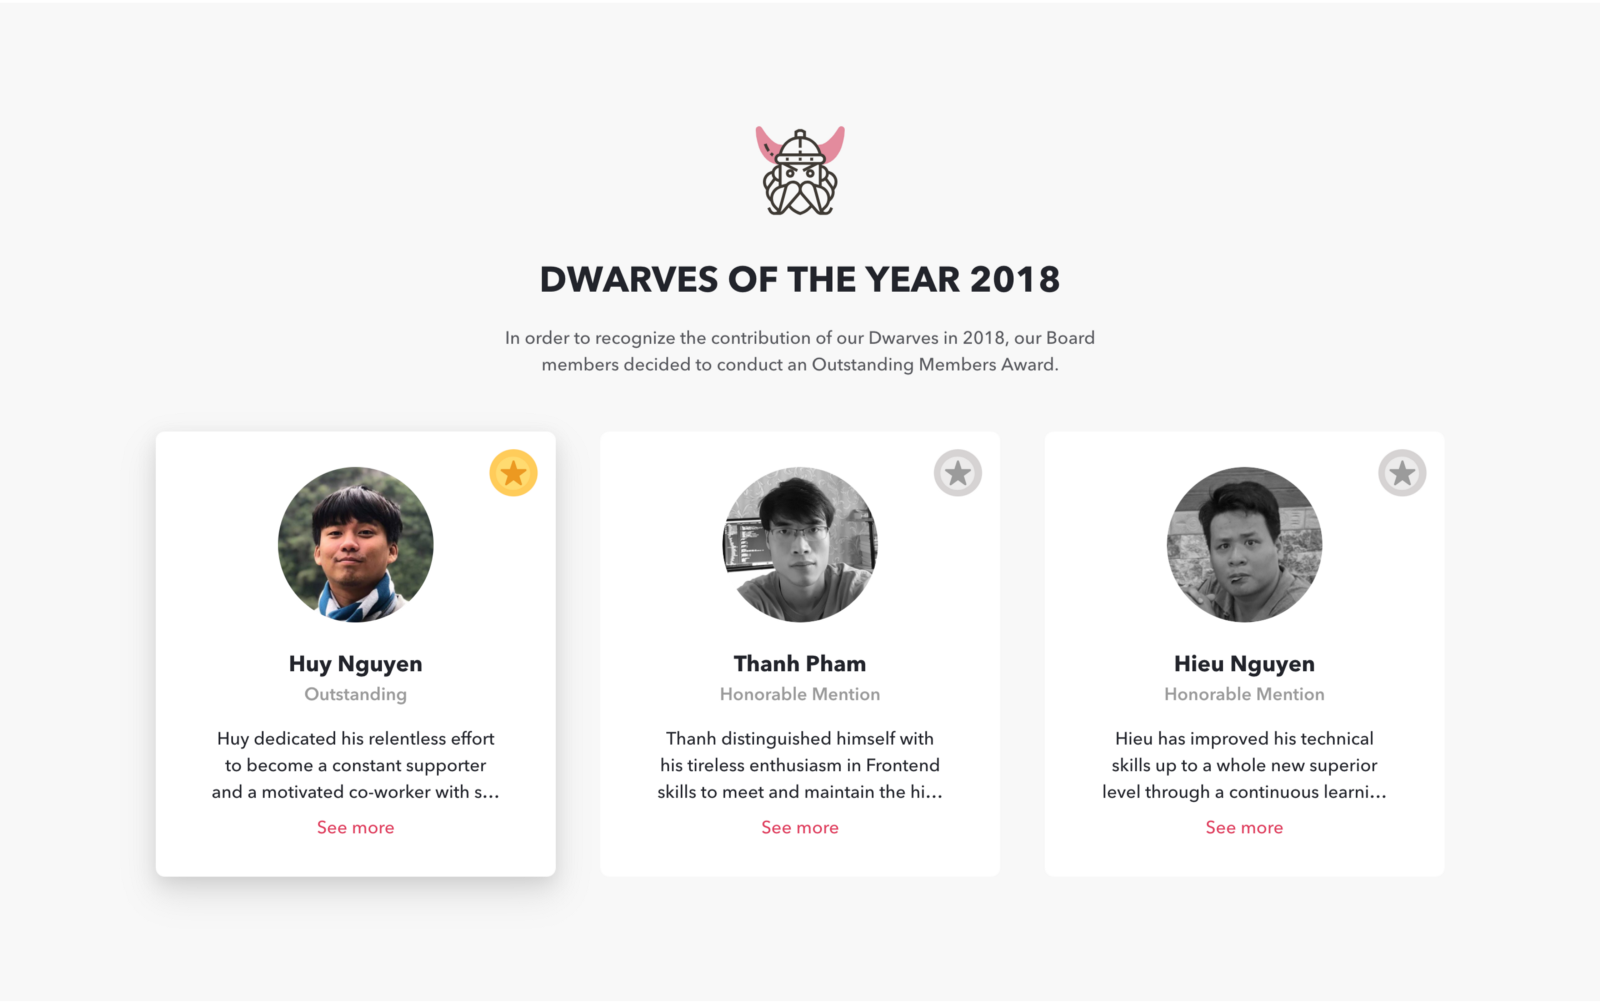 DWARVES OF THE YEAR 2018
In order to recognize the contribution of our Dwarves in 2018, our Board
members decided to conduct an Outstanding Members Award.
Huy Nguyen
Outstanding
Huy dedicated his relentless effort
to become a constant supporter
and a motivated co-worker with s...
See more
Thanh Pham
Honorable Mention
Thanh distinguished himself with
his tireless enthusiasm in Frontend
skills to meet and maintain the hi...
See more
Hieu Nguyen
Honorable Mention
Hieu has improved his technical
skills up to a whole new superior
level through a continuous learni...
See more